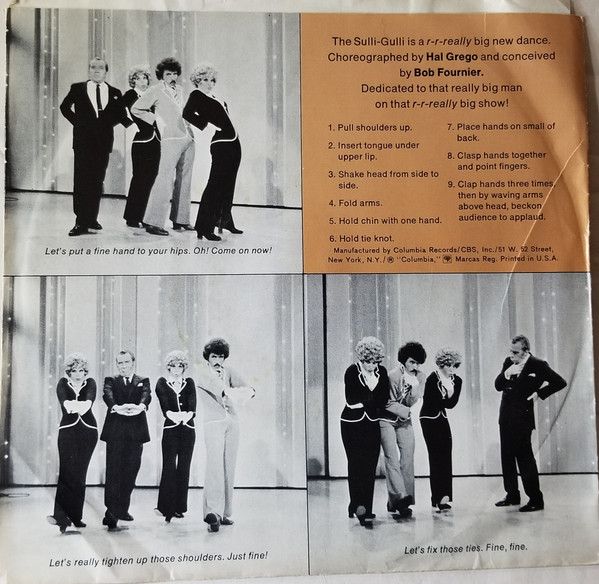 The Sulli-Gulli is a r-r-really big new dance.
Choreographed by Hal Grego and conceived
by Bob Fournier.
Dedicated to that really big man
on that r-r-really big show!
1. Pull shoulders up.
2. Insert tongue under
upper lip.
3. Shake head from side to
side.
4. Fold arms.
5. Hold chin with one hand.
6. Hold tie knot.
7. Place hands on small of
back.
8. Clasp hands together
and point fingers.
9. Clap hands three times,
then by waving arms
above head, beckon
audience to applaud.
Manufactured by Columbia Records/CBS, Inc./51 W. 52 Street,
New York, N.Y./® "Columbia," Marcas Reg. Printed in U.S.A.
Let's put a fine hand to your hips. Oh! Come on now!
Let's really tighten up those shoulders. Just fine!
Let's fix those ties. Fine, fine.